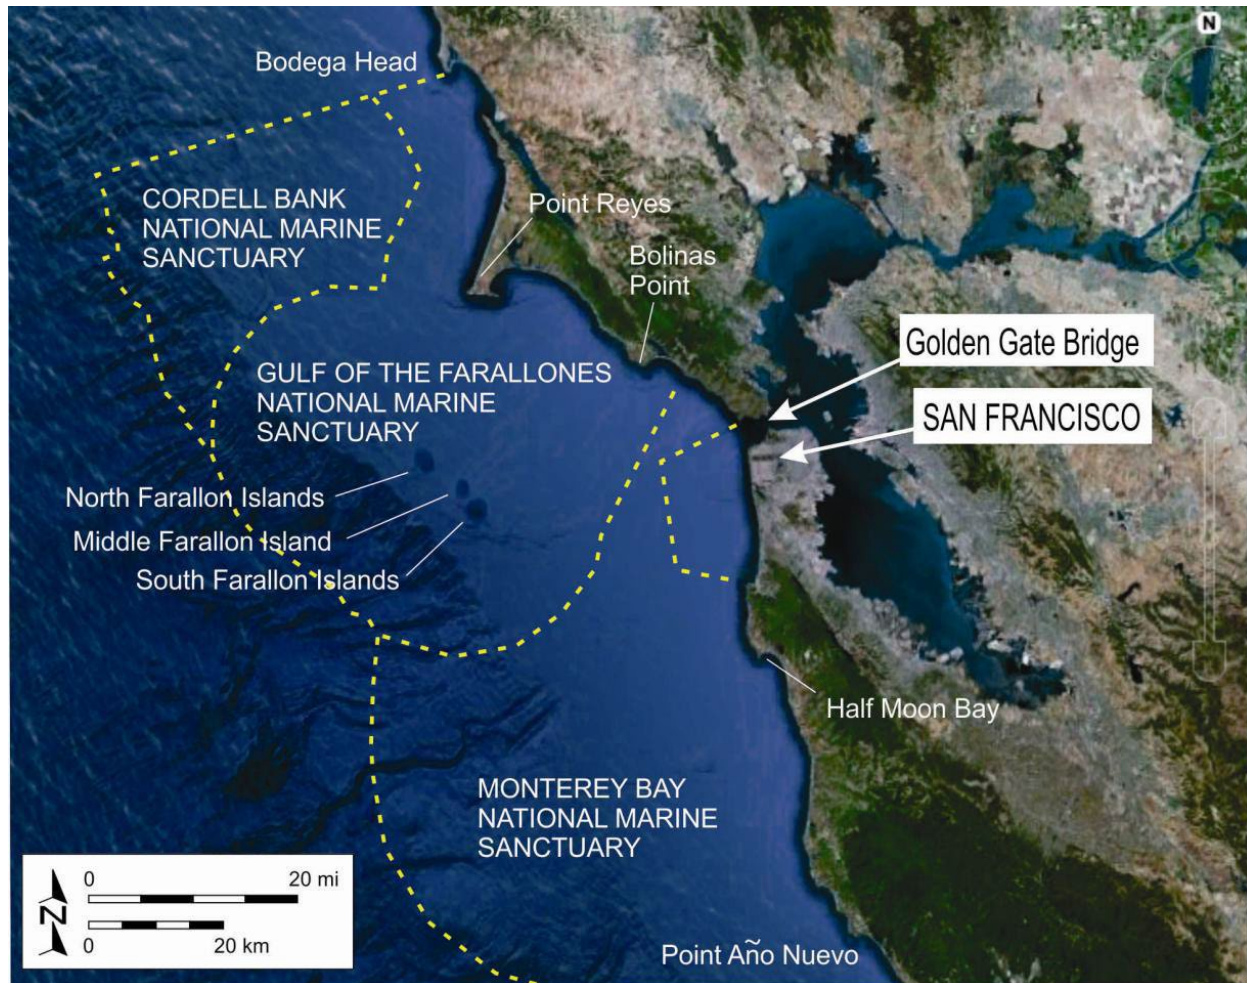 N
Bodega Head
CORDELL BANK
NATIONAL MARINE
SANCTUARY
Point Reyes
Bolinas
Point
Golden Gate Bridge
GULF OF THE FARALLONES
NATIONAL MARINE
SANCTUARY
SAN FRANCISCO
North Farallon Islands
Middle Farallon Island
South Farallon Islands
Half Moon Bay
MONTEREY BAY
NATIONAL MARINE
SANCTUARY
0 20 mi
N
0 20 km
Point Año Nuevo